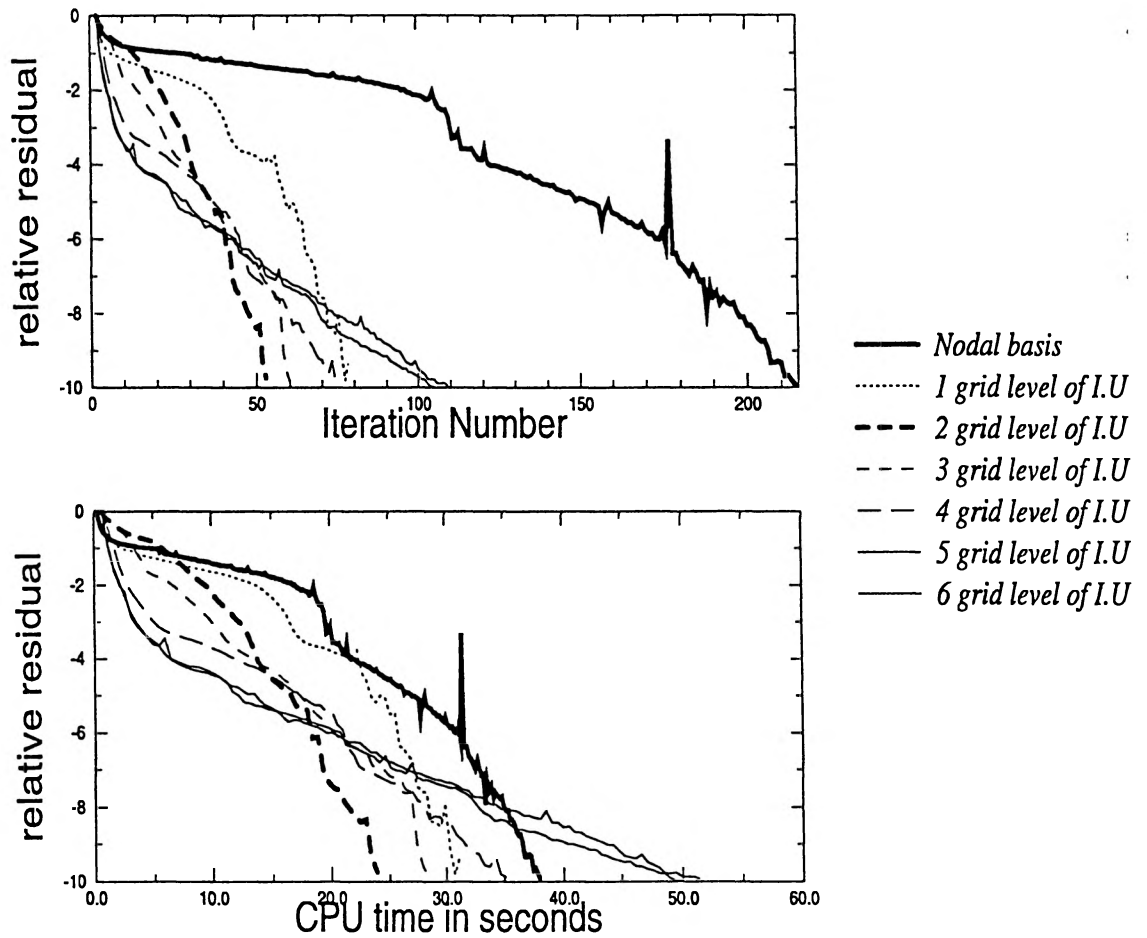 relative residual
0
-2
-4
-6
-8
-10
0
50
100
150
200
Iteration Number
Nodal basis
1 grid level of I.U
2 grid level of I.U
3 grid level of I.U
4 grid level of I.U
5 grid level of I.U
6 grid level of I.U
relative residual
0
-2
-4
-6
-8
-10
0.0
10.0
20.0
30.0
40.0
50.0
60.0
CPU time in seconds